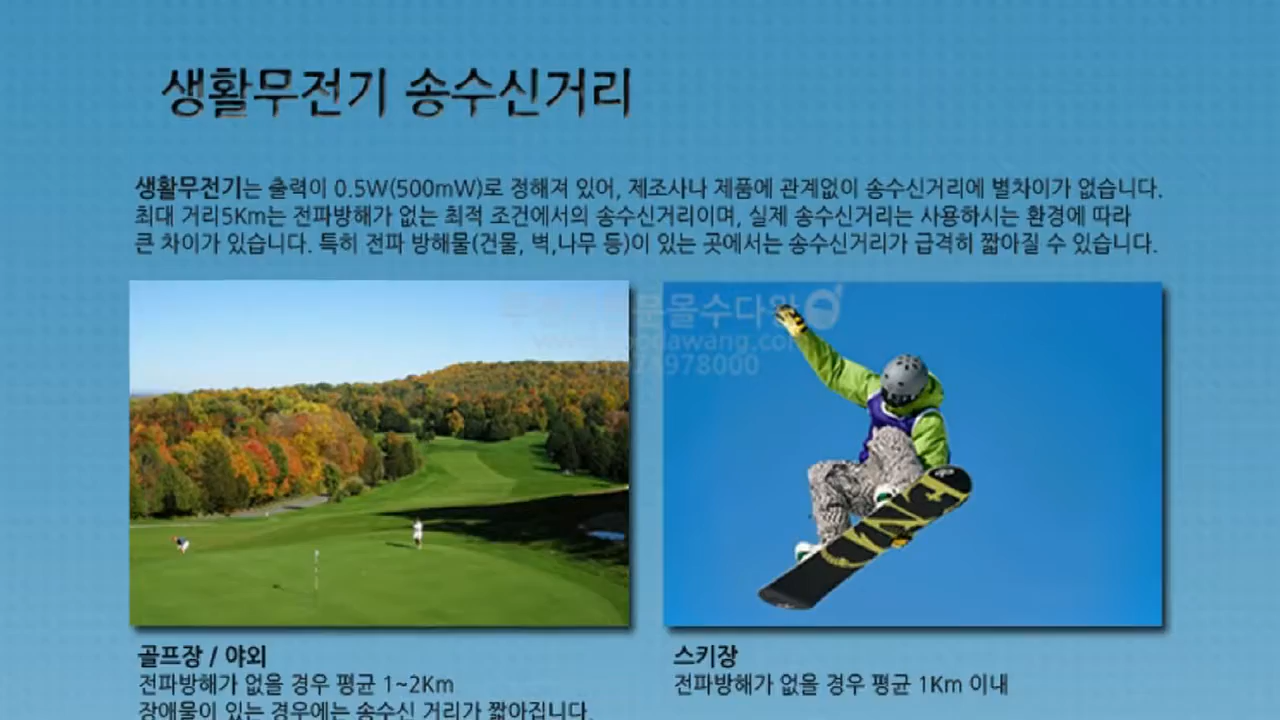 생활무전기 송수신거리
생활무전기는 출력이 0.5W(500mW)로 정해져 있어, 제조사나 제품에 관계없이 송수신거리에 별차이가 없습니다.
최대 거리5Km는 전파방해가 없는 최적 조건에서의 송수신거리이며, 실제 송수신거리는 사용하시는 환경에 따라
큰 차이가 있습니다. 특히 전파 방해물(건물, 벽,나무 등)이 있는 곳에서는 송수신거리가 급격히 짧아질 수 있습니다.
문몰수다왕
골프장 / 야외
스키장
전파방해가 없을 경우 평균 1~2Km
전파방해가 없을 경우 평균 1Km 이내
장애물이 있는 경우에는 송수신 거리가 짧아집니다.